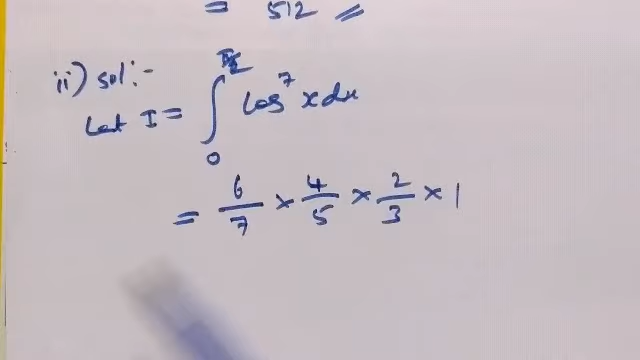 = 512 //
ii) Sol:-
Let I = ∫₀^(π/2) cos⁷ x dx
= 6/7 × 4/5 × 2/3 × 1